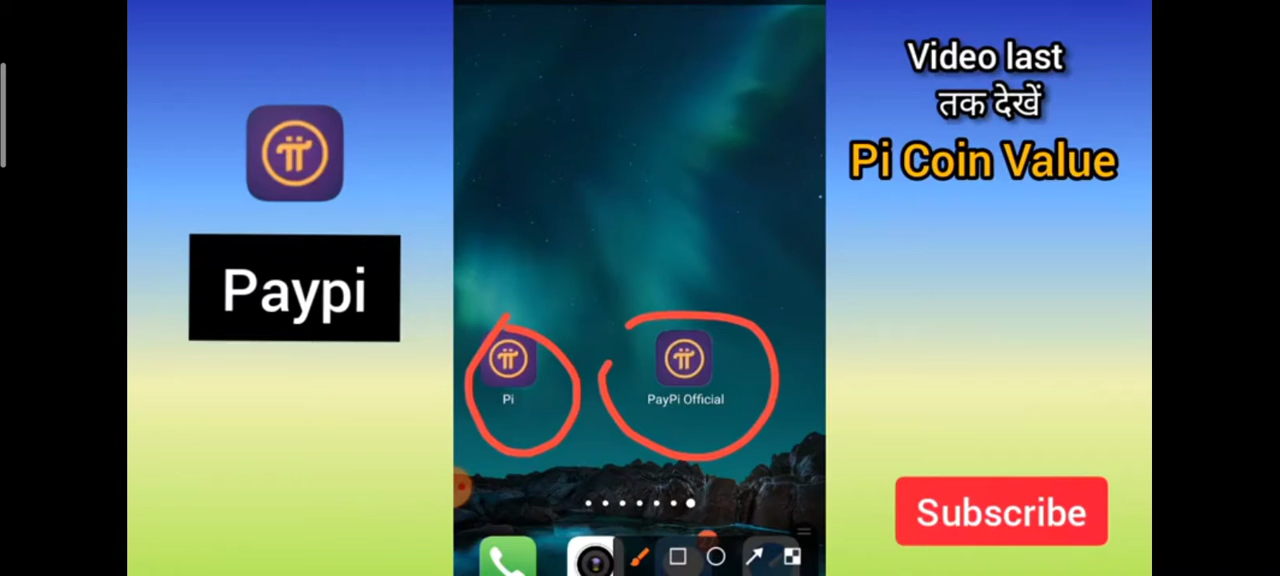 Paypi
Pi
PayPi Official
Video last
तक देखें
Pi Coin Value
Subscribe